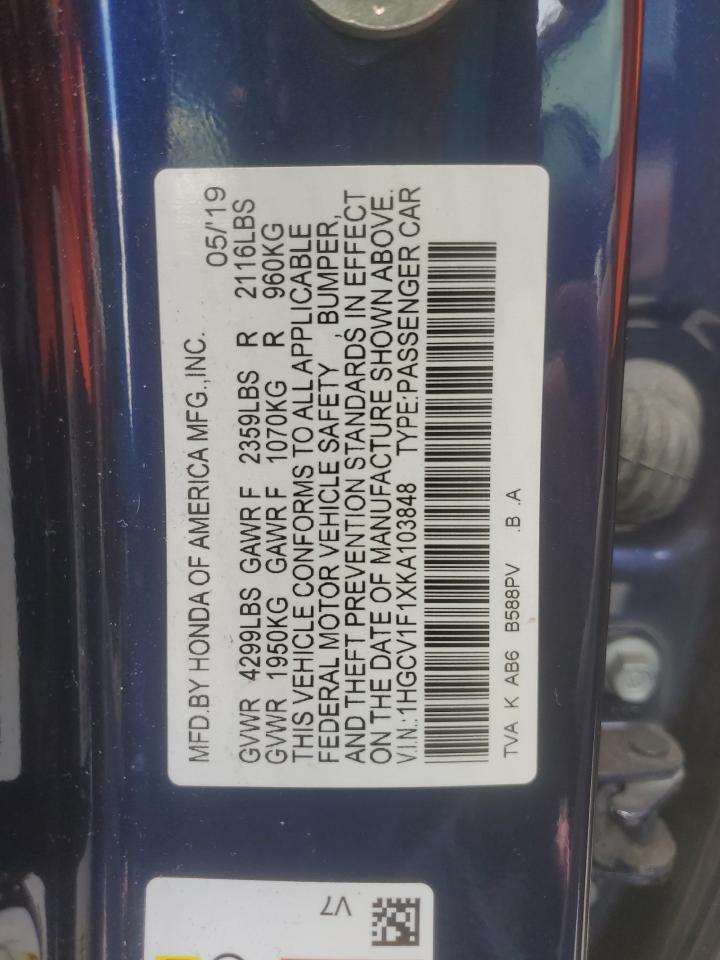 MFD.BY HONDA OF AMERICA MFG.,INC. 05/'19
GVWR 4299LBS GAWR F 2359LBS R 2116LBS
GVWR 1950KG GAWR F 1070KG R 960KG
THIS VEHICLE CONFORMS TO ALL APPLICABLE
FEDERAL MOTOR VEHICLE SAFETY , BUMPER,
AND THEFT PREVENTION STANDARDS IN EFFECT
ON THE DATE OF MANUFACTURE SHOWN ABOVE.
V.I.N.:1HGCV1F1XKA103848 TYPE:PASSENGER CAR
TVA K AB6 B588PV .B .A
V7